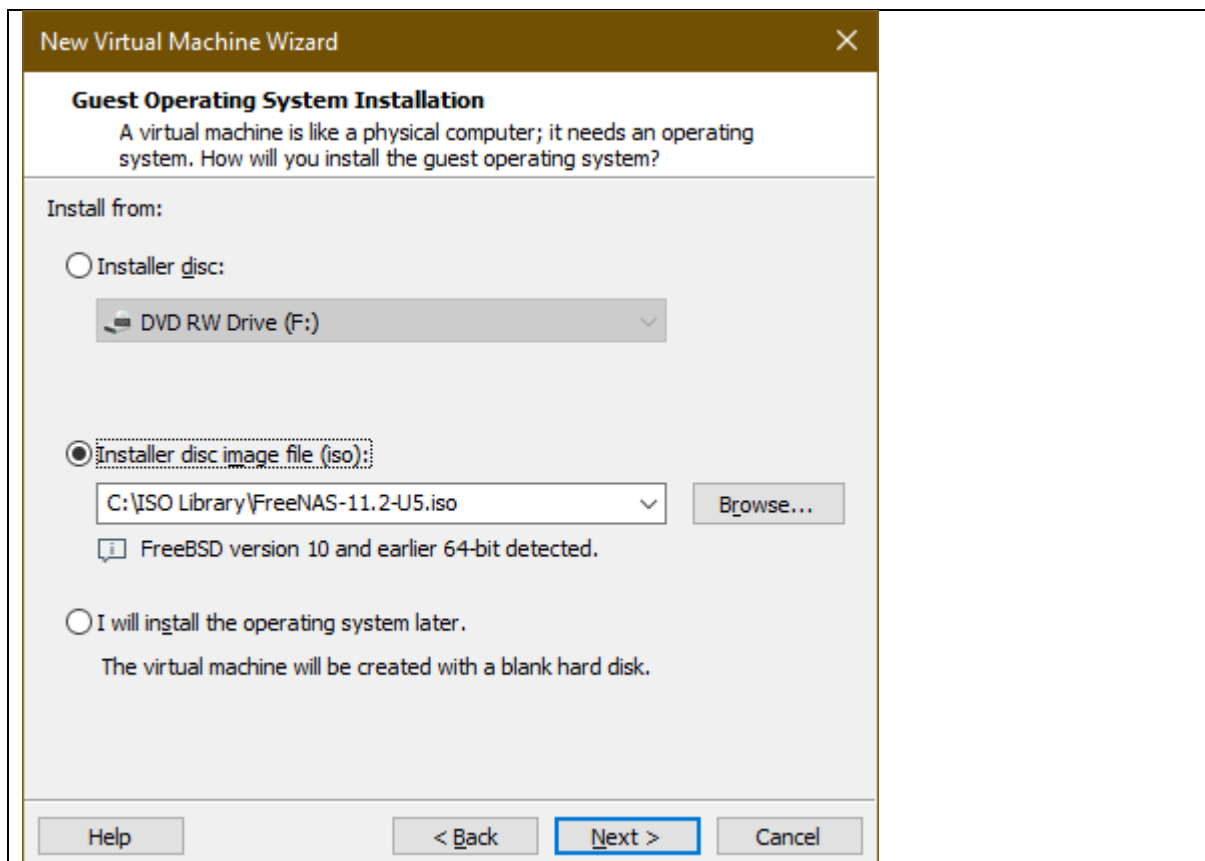 New Virtual Machine Wizard
Guest Operating System Installation
A virtual machine is like a physical computer; it needs an operating
system. How will you install the guest operating system?
Install from:
Installer disc:
DVD RW Drive (F:)
Installer disc image file (iso):
C:\ISO Library\FreeNAS-11.2-U5.iso
Browse...
FreeBSD version 10 and earlier 64-bit detected.
I will install the operating system later.
The virtual machine will be created with a blank hard disk.
Help
< Back
Next >
Cancel